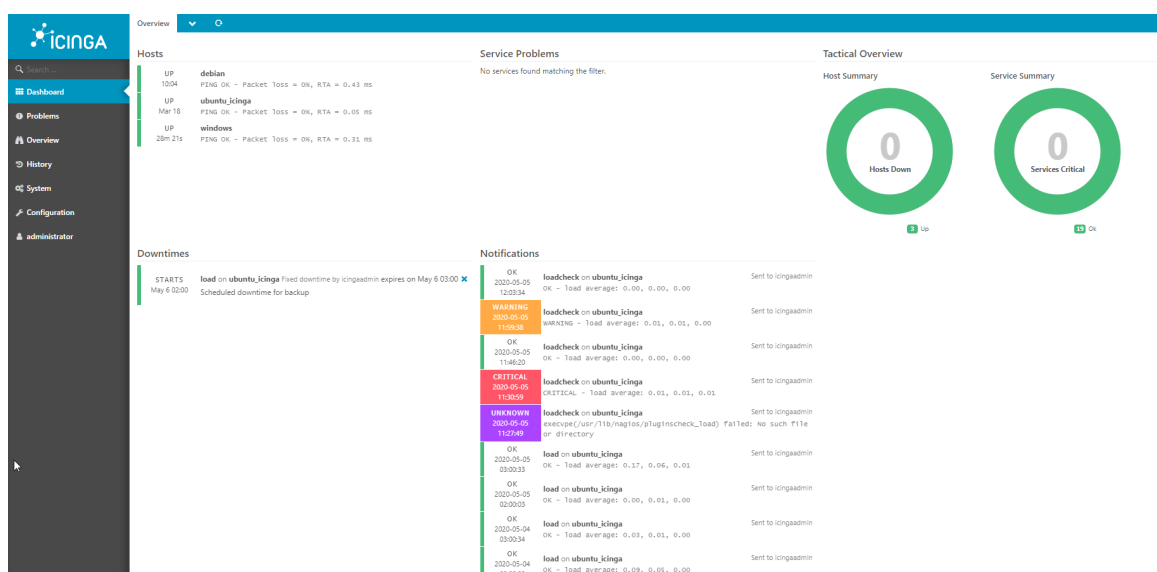 ICINGA
Search ...
Dashboard
Problems
Overview
History
System
Configuration
administrator
Overview
Hosts
UP
10:04
debian
PING OK - Packet loss = 0%, RTA = 0.43 ms
UP
Mar 18
ubuntu_icinga
PING OK - Packet loss = 0%, RTA = 0.05 ms
UP
28m 21s
windows
PING OK - Packet loss = 0%, RTA = 0.31 ms
Service Problems
No services found matching the filter.
Tactical Overview
Host Summary
0
Hosts Down
3 Up
Service Summary
0
Services Critical
19 Ok
Downtimes
STARTS
May 6 02:00
load on ubuntu_icinga Fixed downtime by icingaadmin expires on May 6 03:00
Scheduled downtime for backup
Notifications
OK
2020-05-05
12:03:34
loadcheck on ubuntu_icinga
Sent to icingaadmin
OK - load average: 0.00, 0.00, 0.00
WARNING
2020-05-05
11:59:38
loadcheck on ubuntu_icinga
Sent to icingaadmin
WARNING - load average: 0.01, 0.01, 0.00
OK
2020-05-05
11:46:20
loadcheck on ubuntu_icinga
Sent to icingaadmin
OK - load average: 0.00, 0.00, 0.00
CRITICAL
2020-05-05
11:30:59
loadcheck on ubuntu_icinga
Sent to icingaadmin
CRITICAL - load average: 0.01, 0.01, 0.01
UNKNOWN
2020-05-05
11:27:49
loadcheck on ubuntu_icinga
Sent to icingaadmin
execvpe(/usr/lib/nagios/pluginscheck_load) failed: No such file
or directory
OK
2020-05-05
03:00:33
load on ubuntu_icinga
Sent to icingaadmin
OK - load average: 0.17, 0.06, 0.01
OK
2020-05-05
02:00:03
load on ubuntu_icinga
Sent to icingaadmin
OK - load average: 0.00, 0.01, 0.00
OK
2020-05-04
03:00:34
load on ubuntu_icinga
Sent to icingaadmin
OK - load average: 0.03, 0.01, 0.00
OK
2020-05-04
load on ubuntu_icinga
Sent to icingaadmin
OK - load average: 0.09, 0.05, 0.00